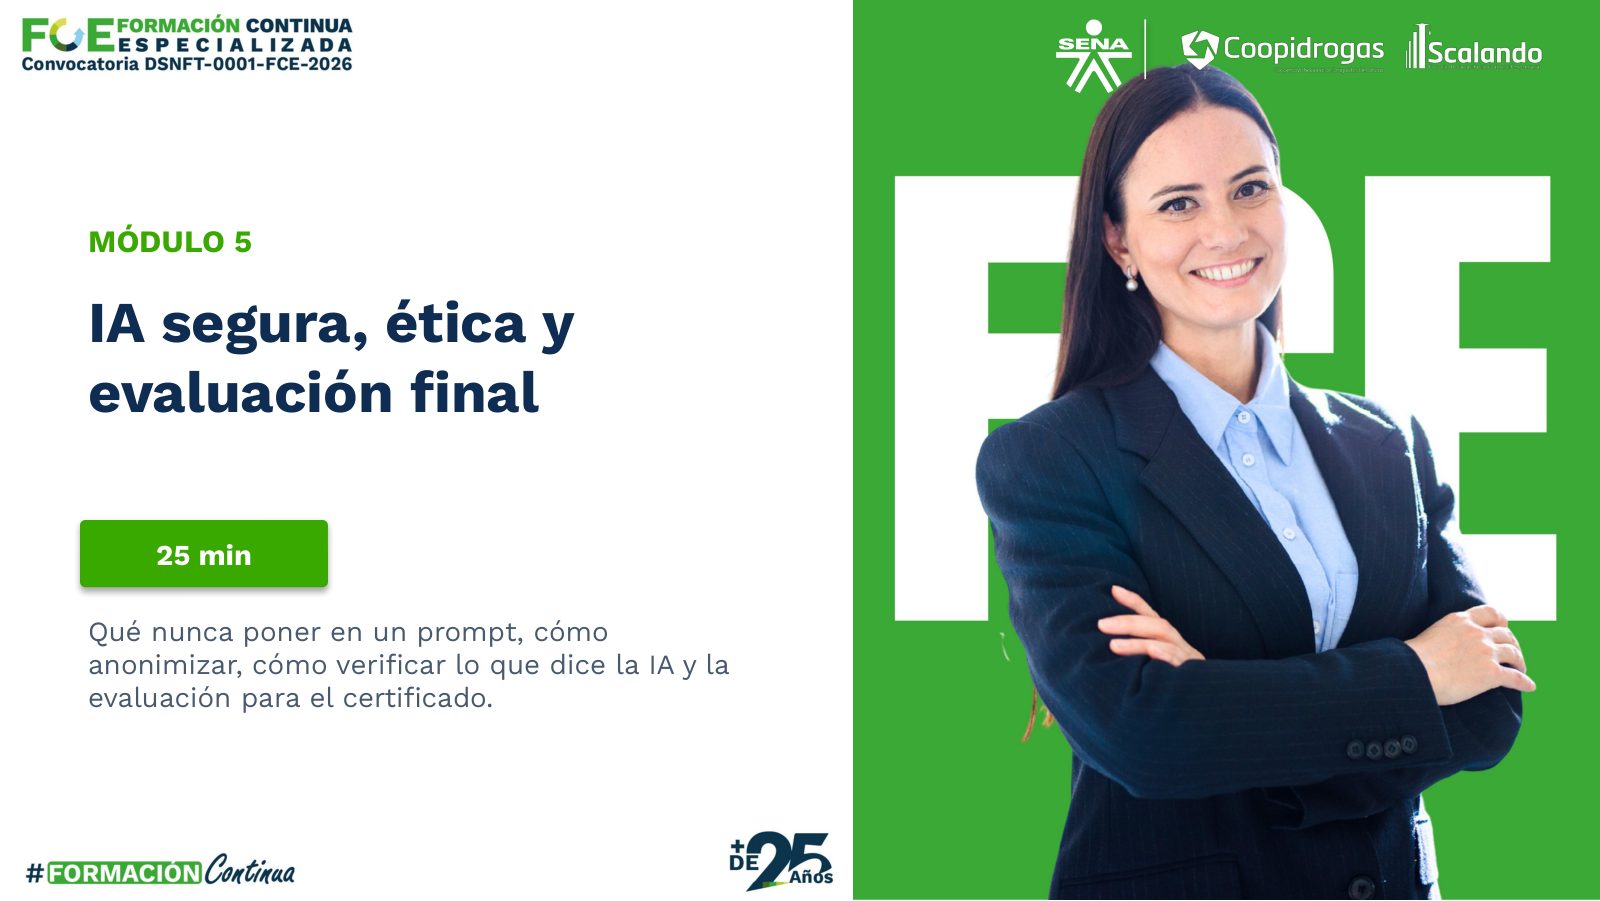 FCE FORMACIÓN CONTINUA
ESPECIALIZADA
Convocatoria DSNFT-0001-FCE-2026
SENA
Coopidrogas
Scalando
FCE
MÓDULO 5
IA segura, ética y
evaluación final
25 min
Qué nunca poner en un prompt, cómo
anonimizar, cómo verificar lo que dice la IA y la
evaluación para el certificado.
#FORMACIÓN Continua
+ DE 25 Años